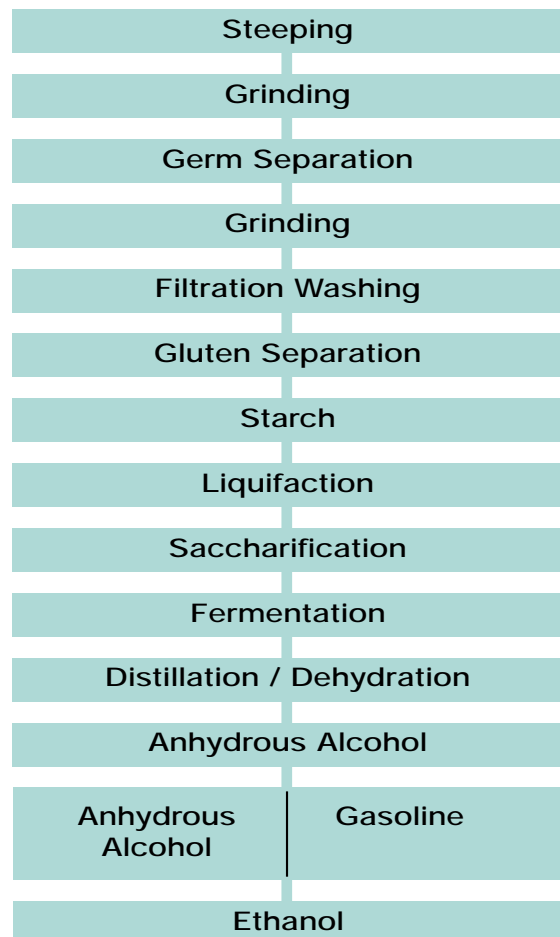 Steeping
Grinding
Germ Separation
Grinding
Filtration Washing
Gluten Separation
Starch
Liquifaction
Saccharification
Fermentation
Distillation / Dehydration
Anhydrous Alcohol
Anhydrous
Alcohol
Gasoline
Ethanol